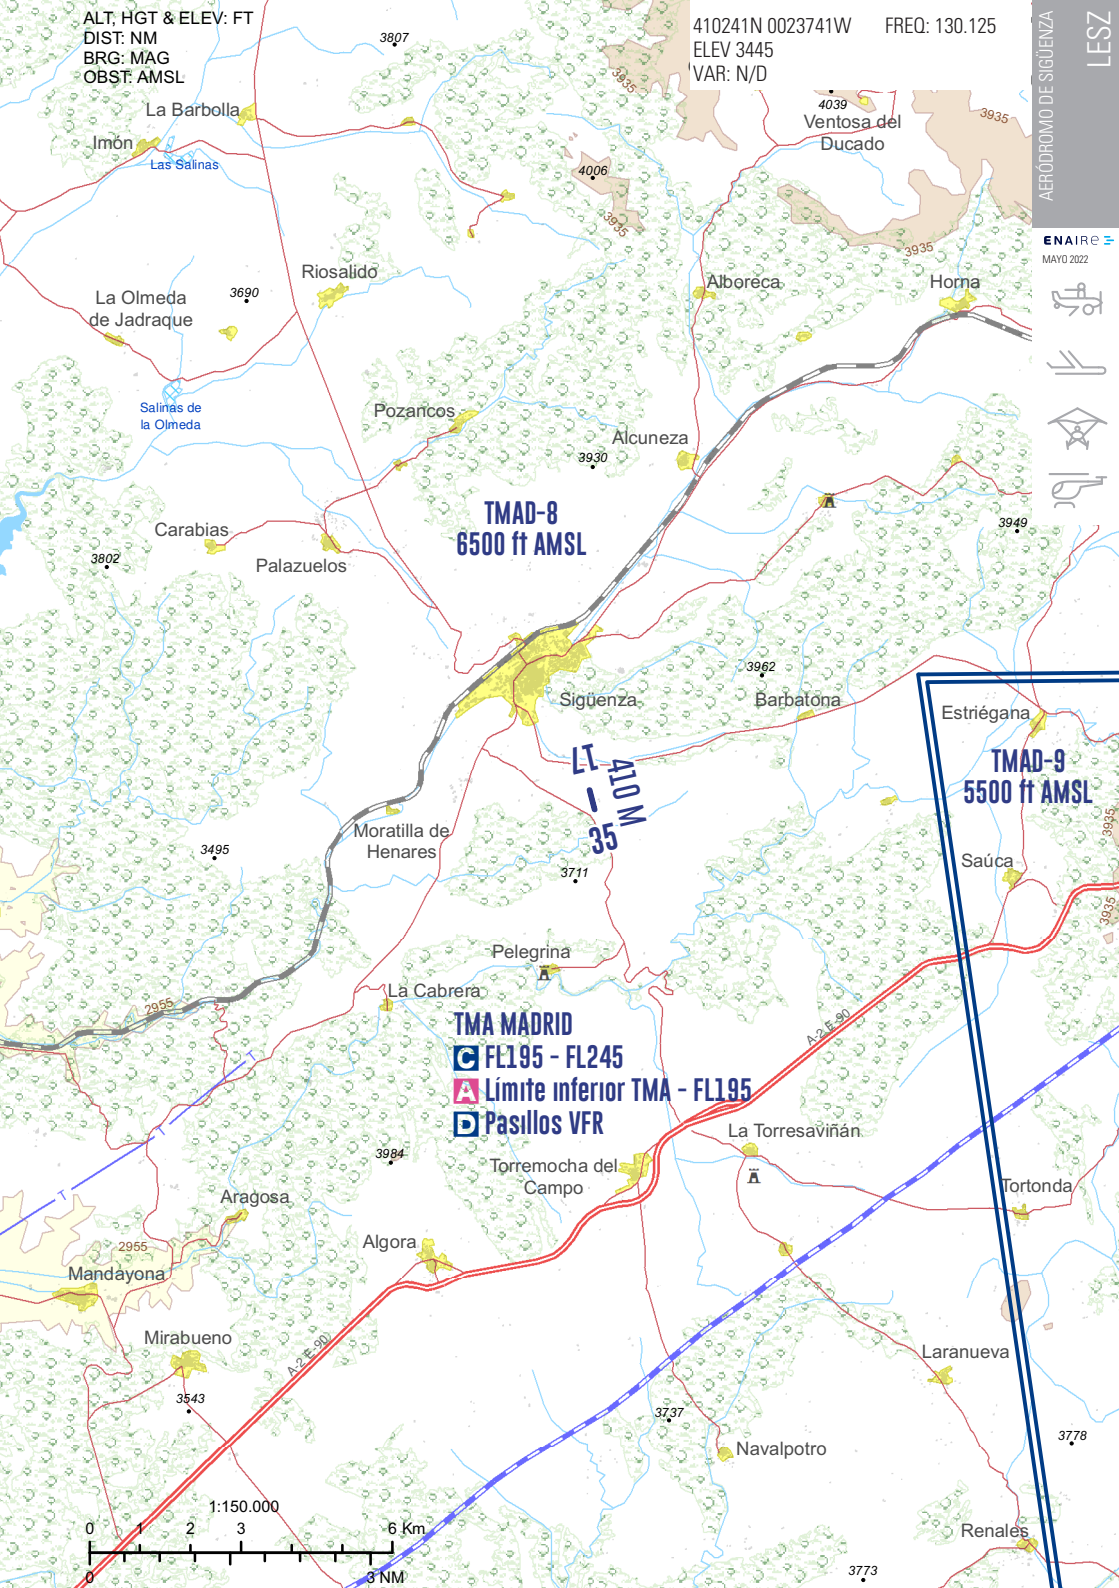 ALT, HGT & ELEV: FT
DIST: NM
BRG: MAG
OBST: AMSL
410241N 0023741W FREQ: 130.125
ELEV 3445
VAR: N/D
AERÓDROMO DE SIGÜENZA
LESZ
ENAIRE
MAYO 2022
3807
3935
4039
Ventosa del
Ducado
3935
La Barbolla
Imón
Las Salinas
4006
3935
3935
Riosalido
3690
La Olmeda
de Jadraque
Alboreca
Horna
Salinas de
la Olmeda
Pozancos
Alcuneza
3930
TMAD-8
6500 ft AMSL
3949
Carabias
3802
Palazuelos
3962
Sigüenza
Barbatona
Estriégana
TMAD-9
5500 ft AMSL
17
410 M
35
3935
Moratilla de
Henares
3495
3711
Saúca
3935
Pelegrina
La Cabrera
2955
TMA MADRID
C FL195 - FL245
A Límite inferior TMA - FL195
D Pasillos VFR
A-2 E-90
T
T
T
3984
La Torresaviñán
Torremocha del
Campo
Aragosa
Tortonda
Algora
2955
Mandayona
Mirabueno
A-2 E-90
Laranueva
3543
3737
Navalpotro
3778
1:150.000
0 1 2 3 6 Km
0 3 NM
Renales
3773